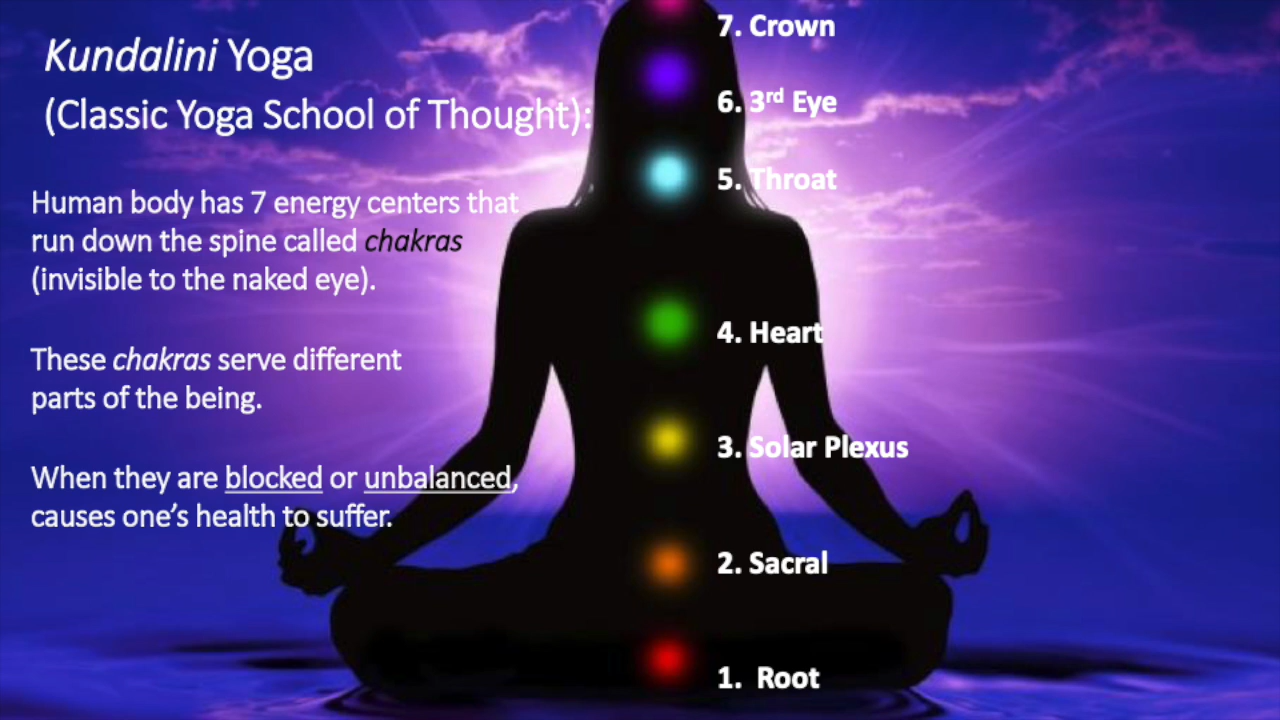 Kundalini Yoga
(Classic Yoga School of Thought):
Human body has 7 energy centers that
run down the spine called chakras
(invisible to the naked eye).
These chakras serve different
parts of the being.
When they are blocked or unbalanced,
causes one’s health to suffer.
7. Crown
6. 3rd Eye
5. Throat
4. Heart
3. Solar Plexus
2. Sacral
1. Root